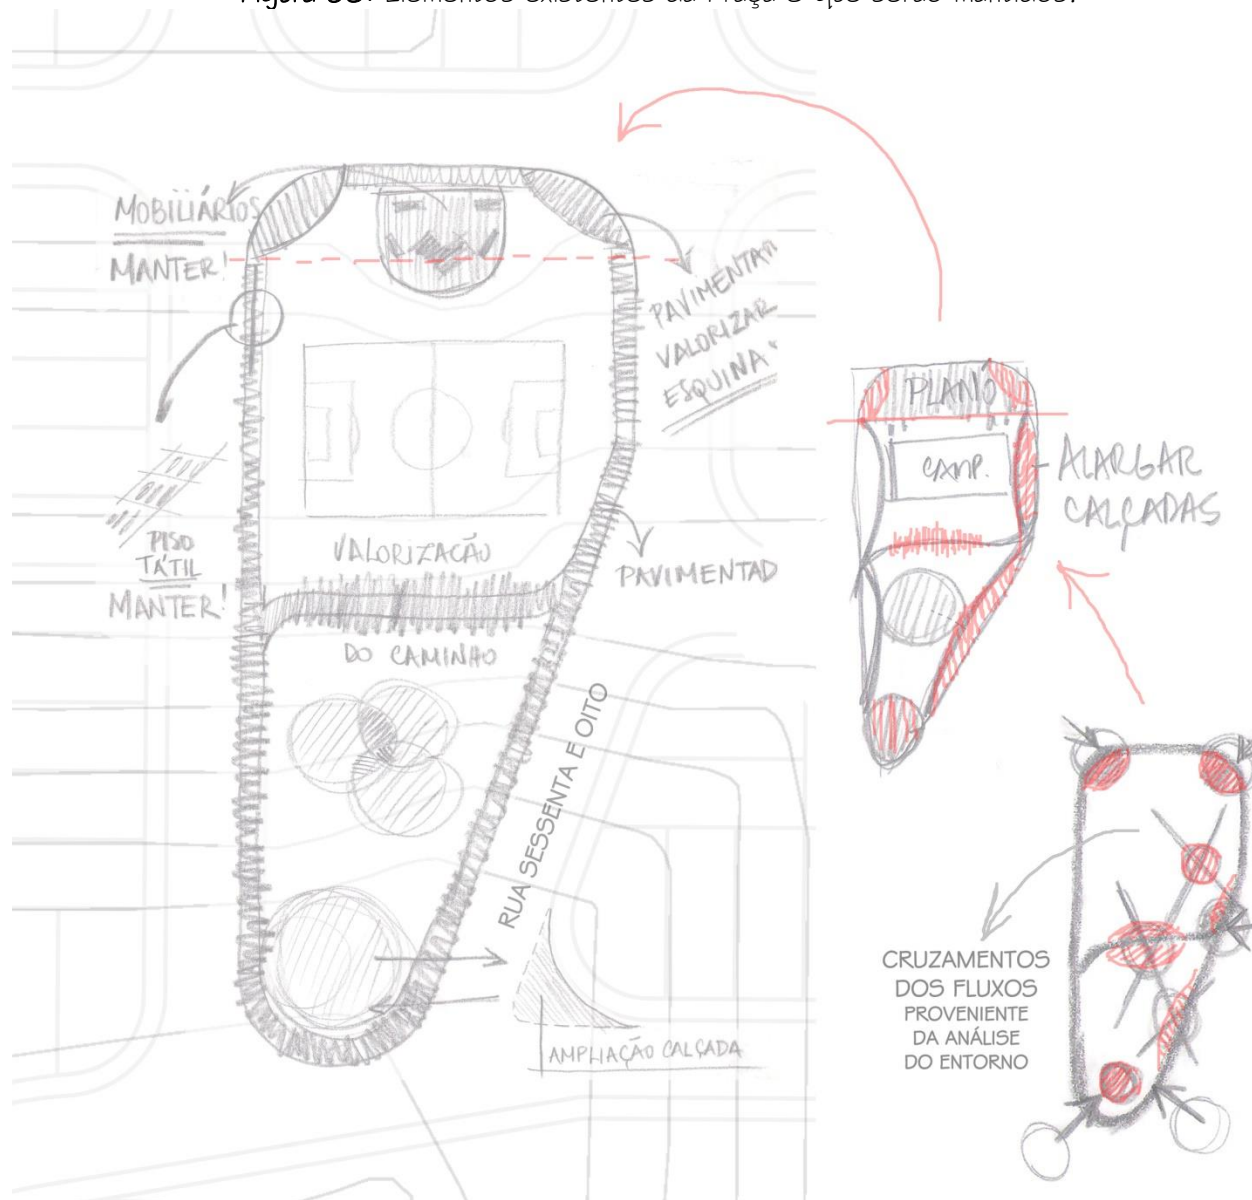 MOBILIÁRIOS
MANTER!
PAVIMENTAR
VALORIZAR
ESQUINA
PISO
TÁTIL
MANTER!
VALORIZAÇÃO
DO CAMINHO
PAVIMENTAD
RUA SESSENTA E OITO
AMPLIAÇÃO CALÇADA
PLANO
CAMP.
ALARGAR
CALÇADAS
CRUZAMENTOS
DOS FLUXOS
PROVENIENTE
DA ANÁLISE
DO ENTORNO